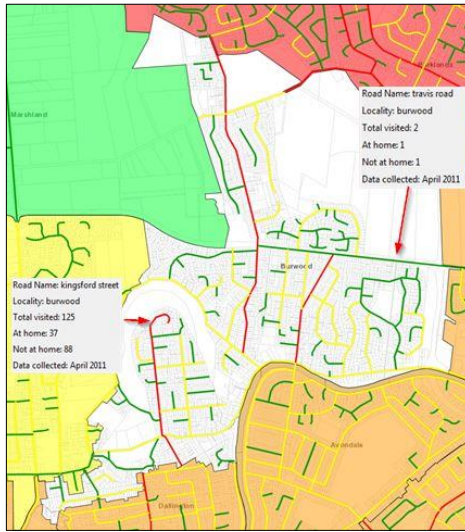 Parklands
Marshland
Road Name: travis road
Locality: burwood
Total visited: 2
At home: 1
Not at home: 1
Data collected: April 2011
Burwood
Road Name: kingsford street
Locality: burwood
Total visited: 125
At home: 37
Not at home: 88
Data collected: April 2011
Avondale
Dallington